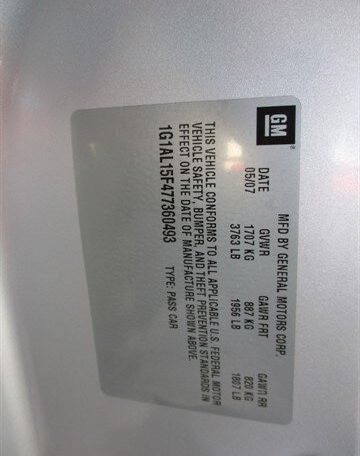 GM
MFD BY GENERAL MOTORS CORP.
DATE GVWR GAWR FRT GAWR RR
05/07 1707 KG 887 KG 820 KG
3763 LB 1956 LB 1807 LB
THIS VEHICLE CONFORMS TO ALL APPLICABLE U.S. FEDERAL MOTOR
VEHICLE SAFETY, BUMPER, AND THEFT PREVENTION STANDARDS IN
EFFECT ON THE DATE OF MANUFACTURE SHOWN ABOVE.
1G1AL15F477360493 TYPE: PASS CAR